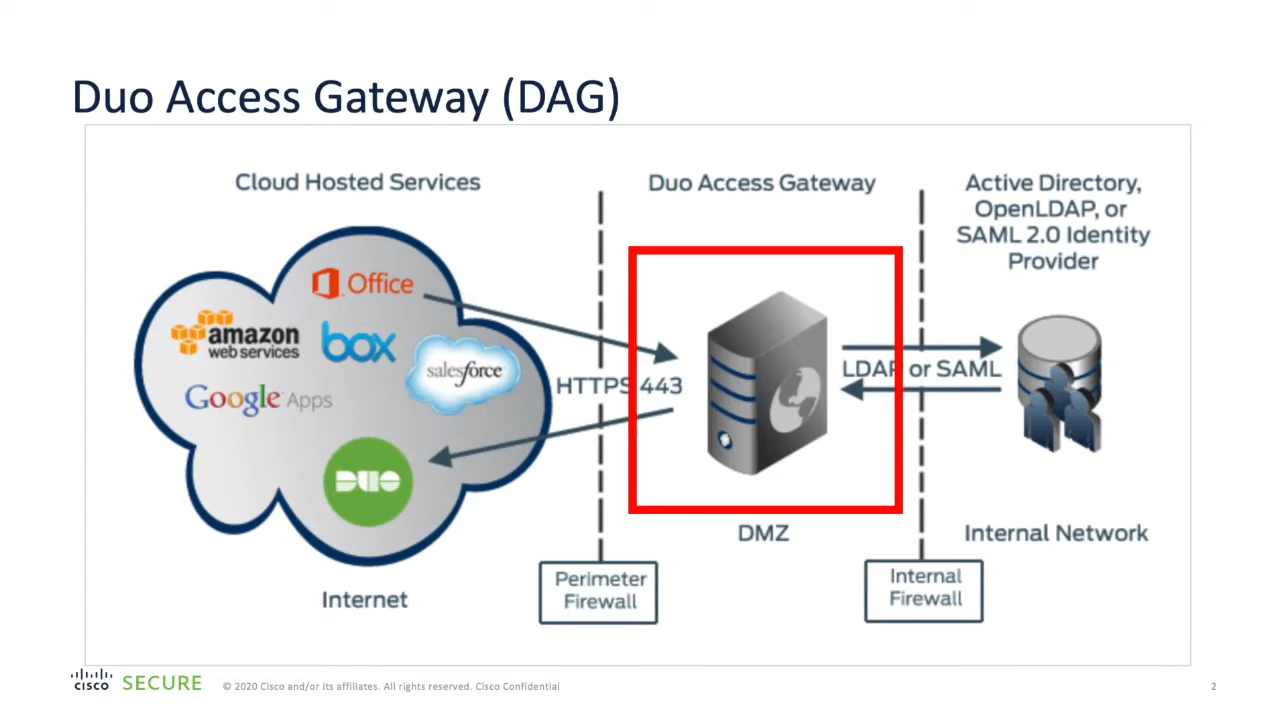 Duo Access Gateway (DAG)
Cloud Hosted Services
Duo Access Gateway
Active Directory,
OpenLDAP, or
SAML 2.0 Identity
Provider
Office
amazon
web services
box
salesforce
Google Apps
DUO
HTTPS 443
LDAP or SAML
DMZ
Internal Network
Internet
Perimeter
Firewall
Internal
Firewall
cisco SECURE
© 2020 Cisco and/or its affiliates. All rights reserved. Cisco Confidential
2